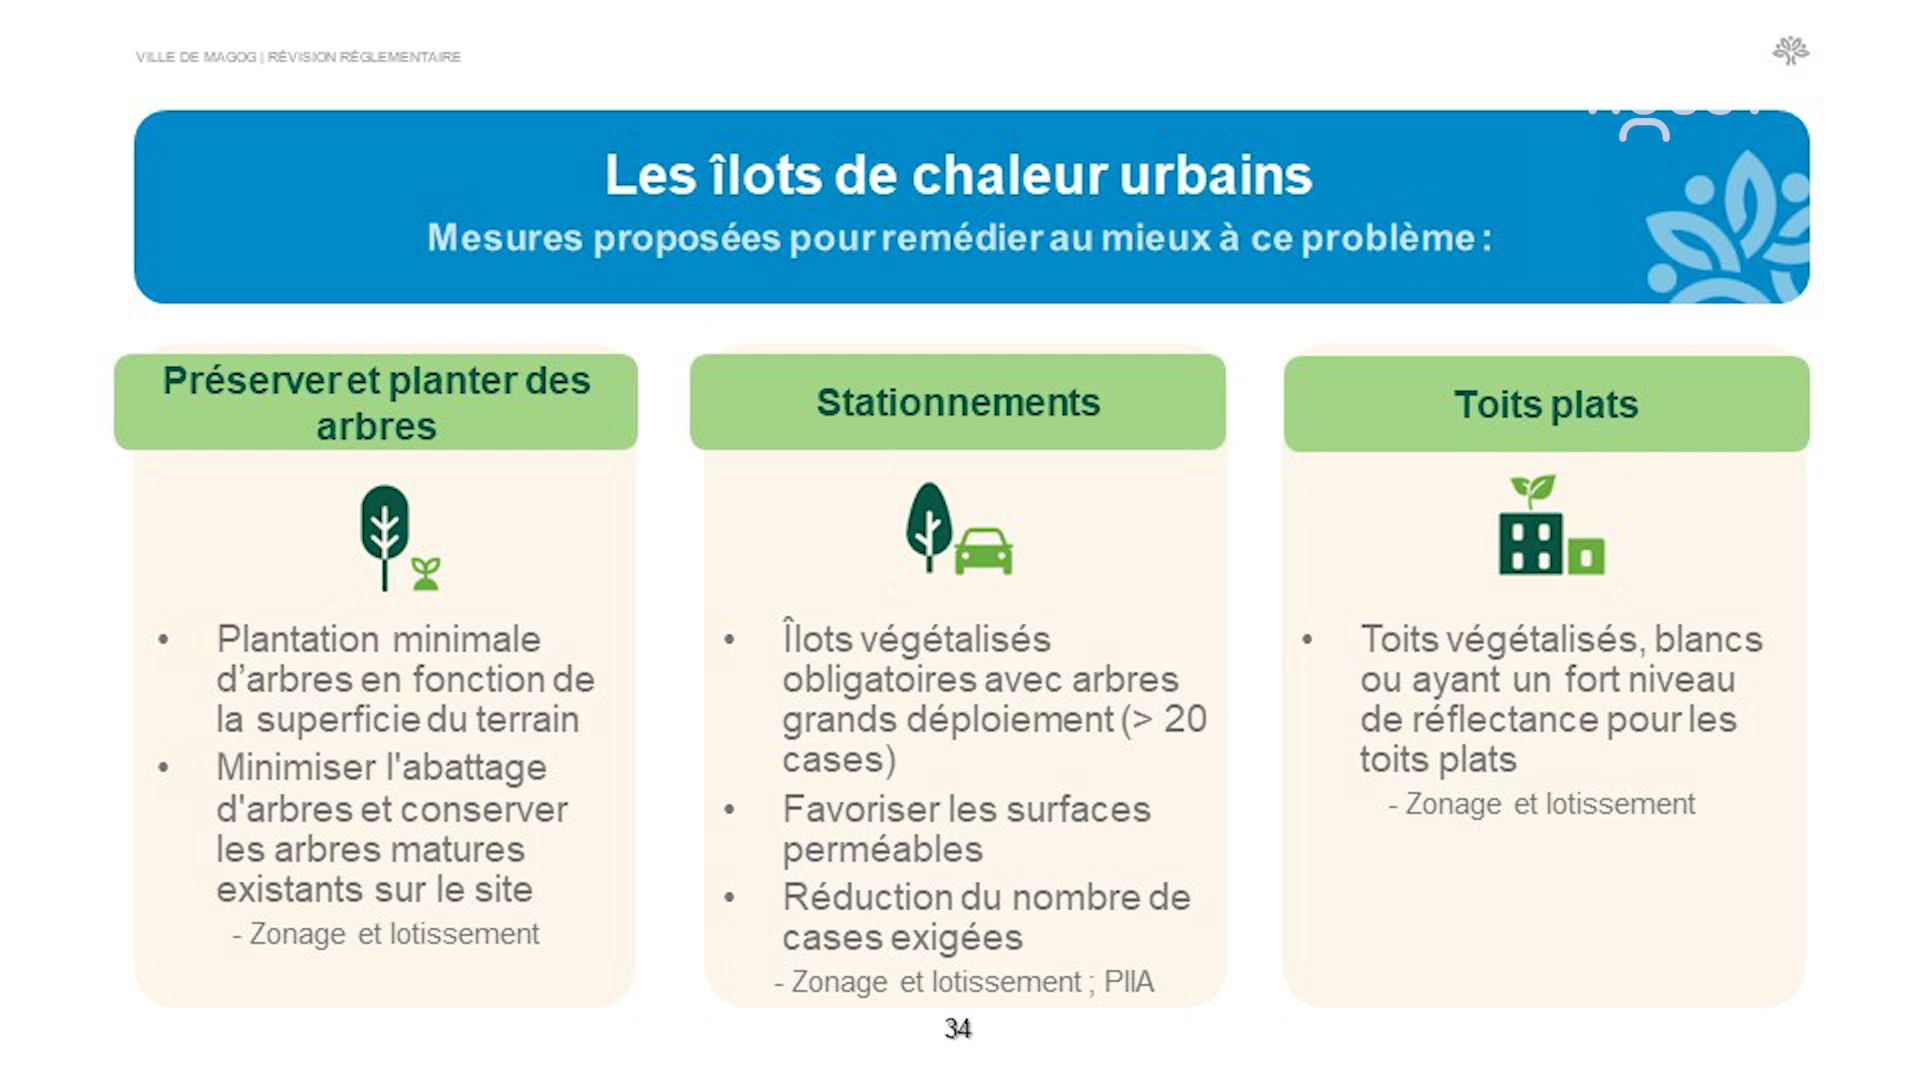 VILLE DE MAGOG | RÉVISION RÉGLEMENTAIRE
Les îlots de chaleur urbains
Mesures proposées pour remédier au mieux à ce problème :
Préserver et planter des
arbres
Plantation minimale
d’arbres en fonction de
la superficie du terrain
Minimiser l'abattage
d'arbres et conserver
les arbres matures
existants sur le site
- Zonage et lotissement
Stationnements
Îlots végétalisés
obligatoires avec arbres
grands déploiement (> 20
cases)
Favoriser les surfaces
perméables
Réduction du nombre de
cases exigées
- Zonage et lotissement ; PIIA
Toits plats
Toits végétalisés, blancs
ou ayant un fort niveau
de réflectance pour les
toits plats
- Zonage et lotissement
34